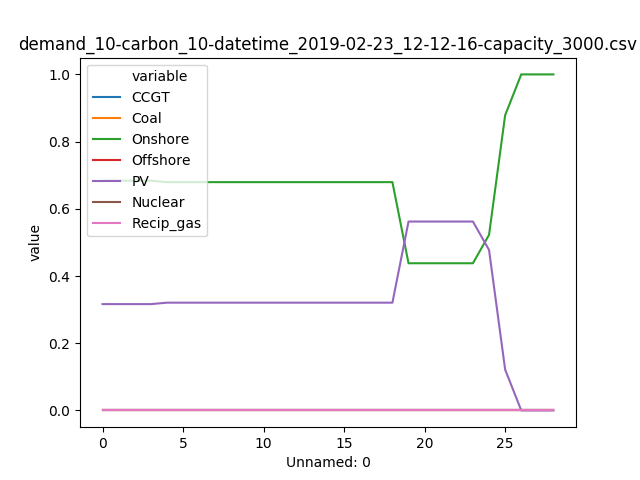 demand_10-carbon_10-datetime_2019-02-23_12-12-16-capacity_3000.csv
variable
CCGT
Coal
Onshore
Offshore
PV
Nuclear
Recip_gas
value
1.0
0.8
0.6
0.4
0.2
0.0
0 5 10 15 20 25
Unnamed: 0